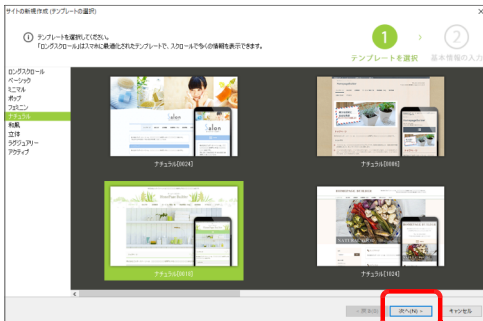 サイトの新規作成 (テンプレートの選択)
テンプレートを選択してください。
「ロングスクロール」はスマホに最適化されたテンプレートで、スクロールで多くの情報を表示できます。
1
2
テンプレートを選択
基本情報の入力
ロングスクロール
ベーシック
ミニマル
ポップ
フェミニン
ナチュラル
和風
立体
ラグジュアリー
アクティブ
ナチュラル[0024]
ナチュラル[0006]
ナチュラル[0010]
ナチュラル[1024]
次へ(N) >
キャンセル